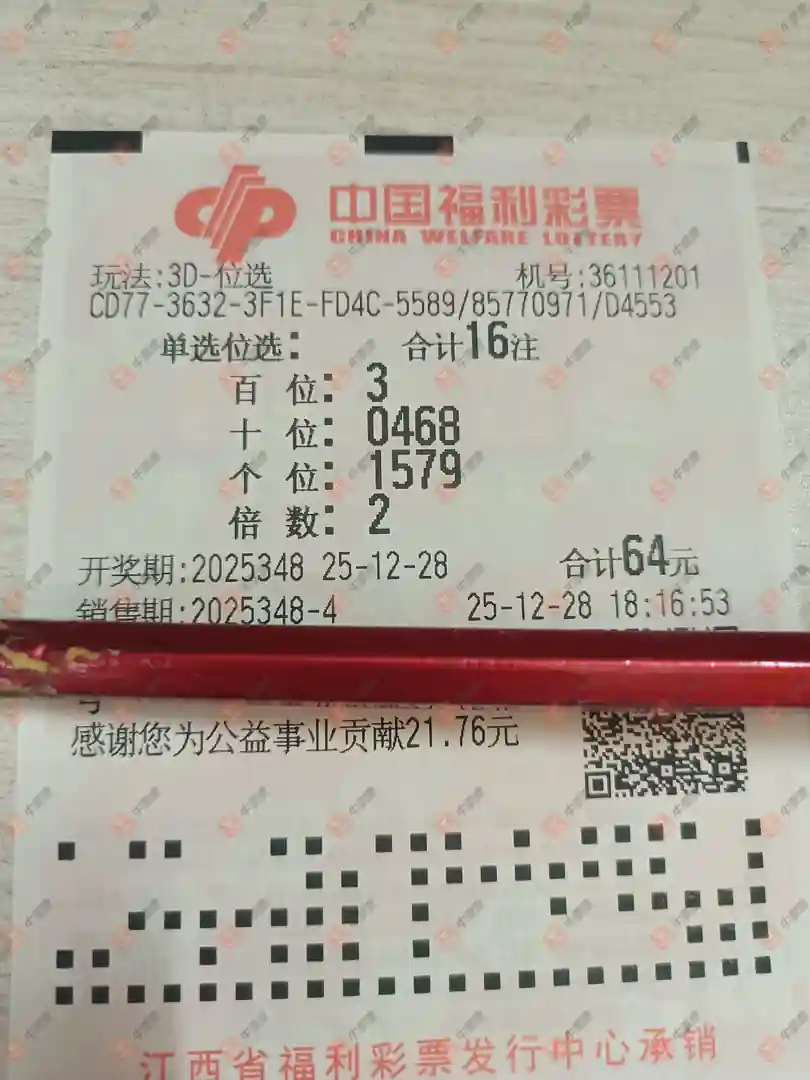 中国福利彩票
CHINA WELFARE LOTTERY
玩法:3D-位选 机号:36111201
CD77-3632-3F1E-FD4C-5589/85770971/D4553
单选位选: 合计16注
百 位: 3
十 位: 0468
个 位: 1579
倍 数: 2
开奖期:2025348 25-12-28 合计64元
销售期:2025348-4 25-12-28 18:16:53
感谢您为公益事业贡献21.76元
江西省福利彩票发行中心承销